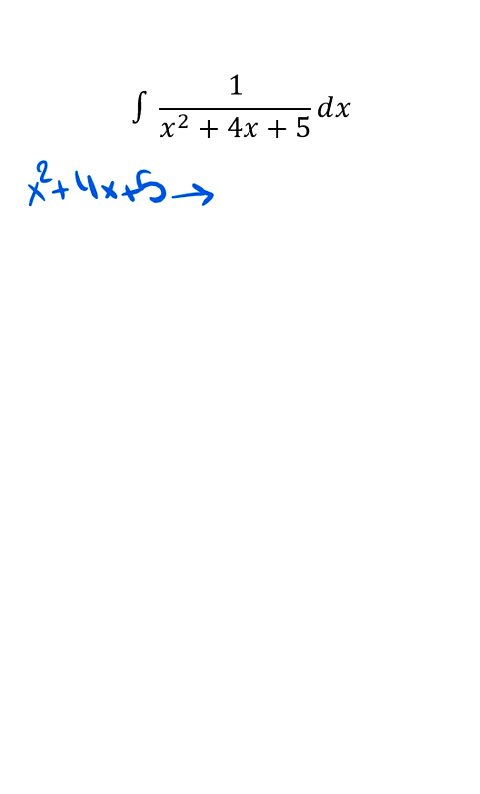 ∫ 1/(x² + 4x + 5) dx
x²+4x+5→